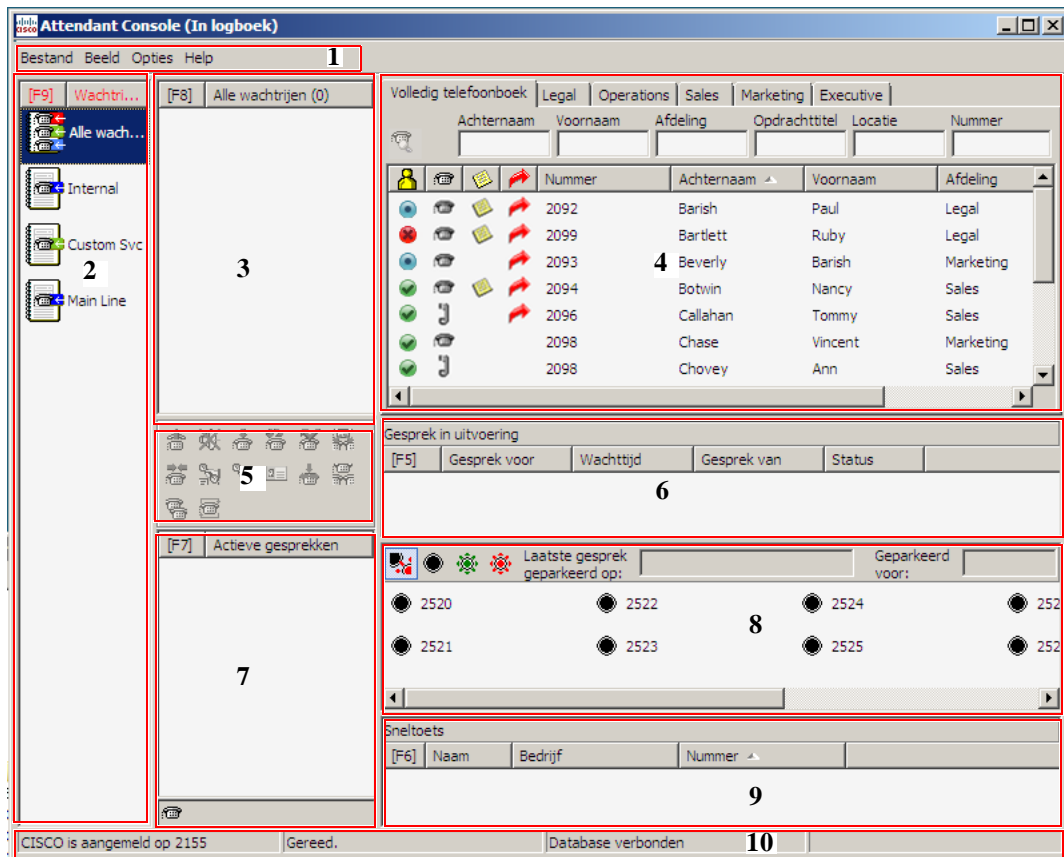 Attendant Console (In logboek)
Bestand Beeld Opties Help
1
[F9] Wachtri...
Alle wach...
Internal
Custom Svc
2
Main Line
[F8] Alle wachtrijen (0)
3
Volledig telefoonboek Legal Operations Sales Marketing Executive
Achternaam Voornaam Afdeling Opdrachttitel Locatie Nummer
Nummer Achternaam Voornaam Afdeling
2092 Barish Paul Legal
2099 Bartlett Ruby Legal
2093 Beverly Barish Marketing
4
2094 Botwin Nancy Sales
2096 Callahan Tommy Sales
2098 Chase Vincent Marketing
2098 Chovey Ann Sales
5
Gesprek in uitvoering
[F5] Gesprek voor Wachttijd Gesprek van Status
6
[F7] Actieve gesprekken
7
Laatste gesprek
geparkeerd op:
Geparkeerd
voor:
2520 2522 2524 252
8
2521 2523 2525 252
Sneltoets
[F6] Naam Bedrijf Nummer
9
CISCO is aangemeld op 2155 Gereed. Database verbonden
10